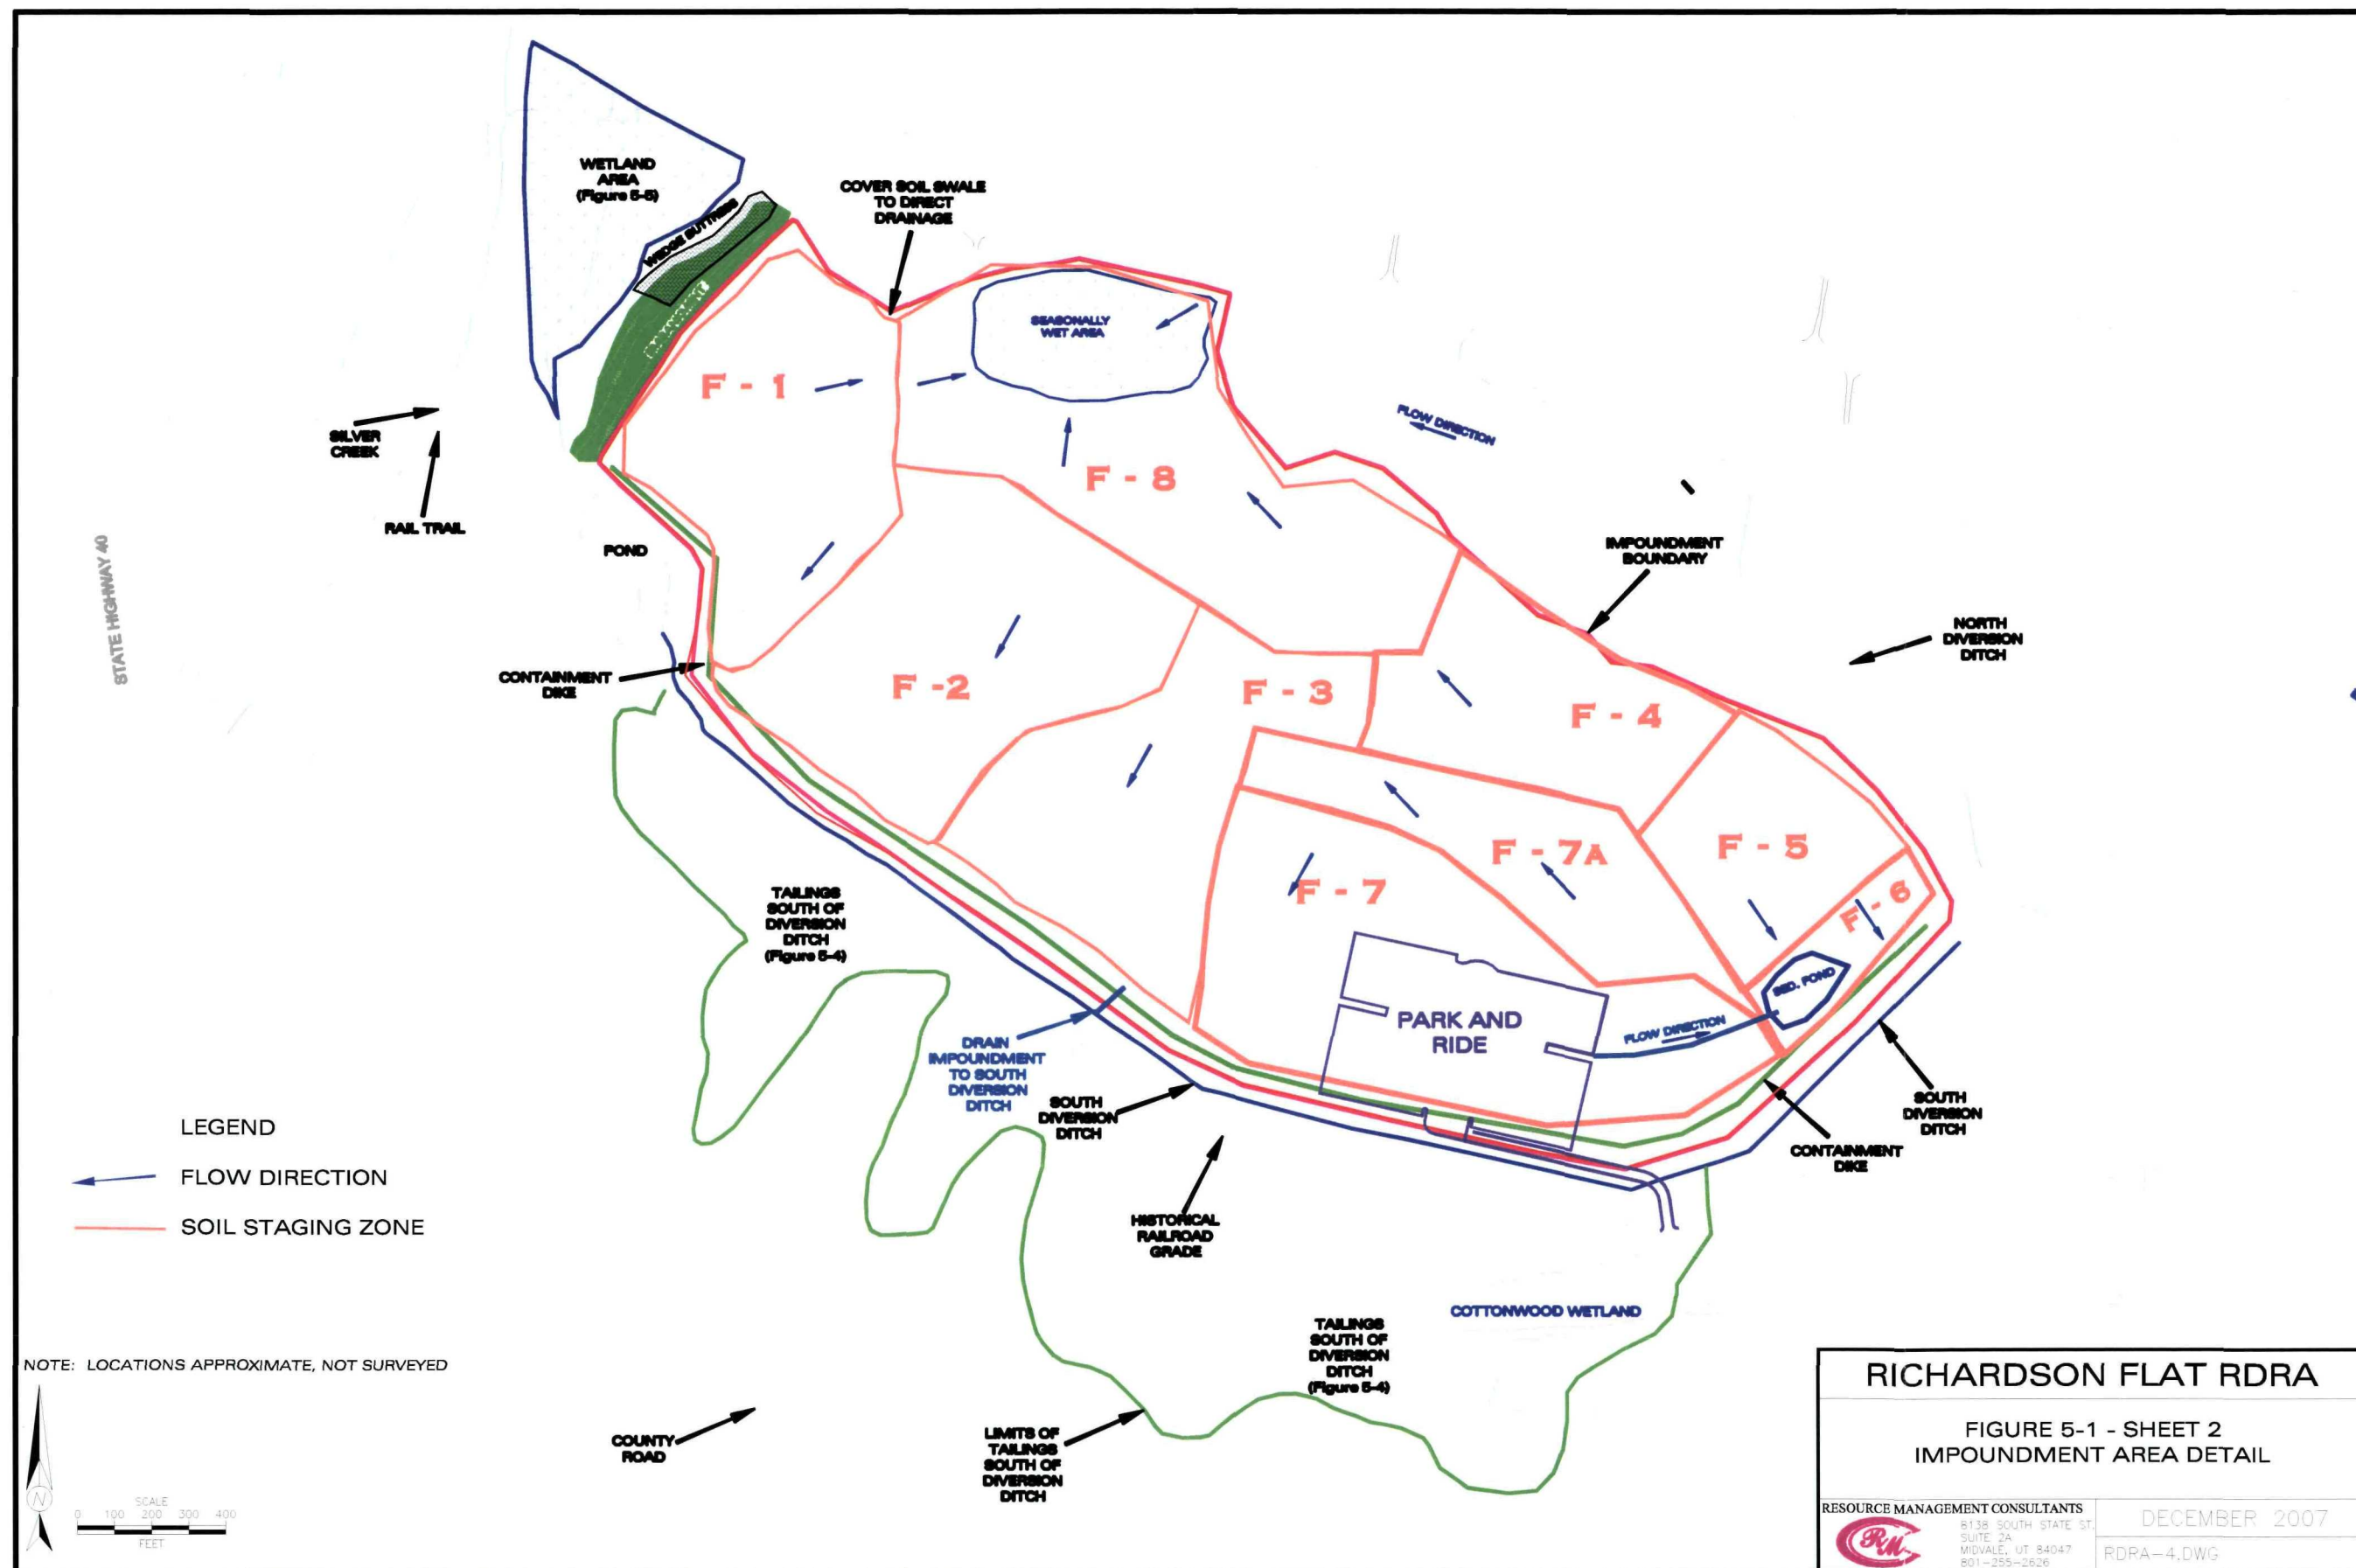 WETLAND
AREA
(Figure 5-5)
WEDGE BUTTRESS
EMBANKMENT
COVER SOIL SWALE
TO DIRECT
DRAINAGE
SEASONALLY
WET AREA
F - 1
F - 8
FLOW DIRECTION
SILVER
CREEK
RAIL TRAIL
POND
STATE HIGHWAY 40
IMPOUNDMENT
BOUNDARY
NORTH
DIVERSION
DITCH
CONTAINMENT
DIKE
F -2
F - 3
F - 4
F - 7A
F - 5
F - 7
F - 6
SED. POND
TAILINGS
SOUTH OF
DIVERSION
DITCH
(Figure 5-4)
PARK AND
RIDE
FLOW DIRECTION
DRAIN
IMPOUNDMENT
TO SOUTH
DIVERSION
DITCH
SOUTH
DIVERSION
DITCH
SOUTH
DIVERSION
DITCH
CONTAINMENT
DIKE
HISTORICAL
RAILROAD
GRADE
COTTONWOOD WETLAND
TAILINGS
SOUTH OF
DIVERSION
DITCH
(Figure 5-4)
LIMITS OF
TAILINGS
SOUTH OF
DIVERSION
DITCH
COUNTY
ROAD
LEGEND
FLOW DIRECTION
SOIL STAGING ZONE
NOTE: LOCATIONS APPROXIMATE, NOT SURVEYED
N
SCALE
0 100 200 300 400
FEET
RICHARDSON FLAT RDRA
FIGURE 5-1 - SHEET 2
IMPOUNDMENT AREA DETAIL
RESOURCE MANAGEMENT CONSULTANTS
RMC
8138 SOUTH STATE ST.
SUITE 2A
MIDVALE, UT 84047
801-255-2626
DECEMBER 2007
RDRA-4.DWG